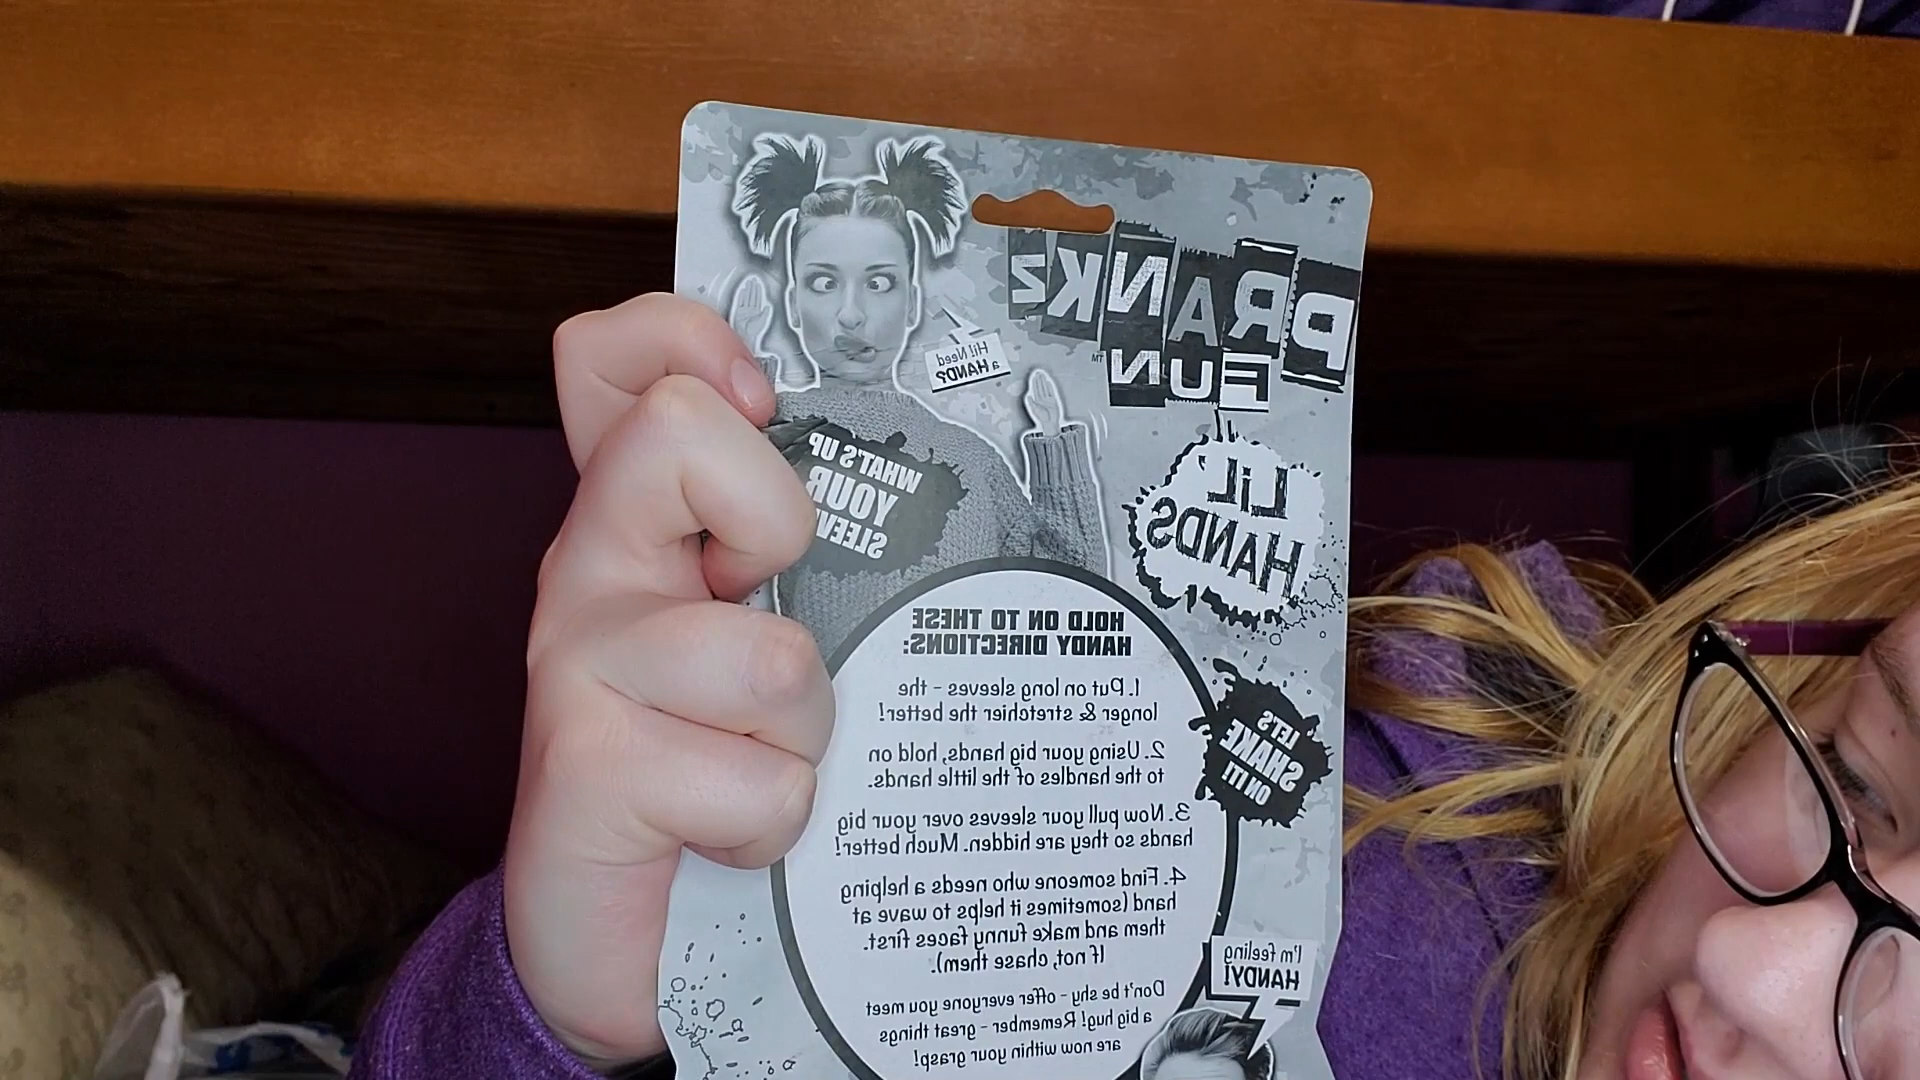 PRANKZ
FUN™
Hi! Need
a HAND?
LiL'
HANDS
WHAT'S UP
YOUR
HOLD ON TO THESE
HANDY DIRECTIONS:
1. Put on long sleeves - the
longer & stretchier the better!
2. Using your big hands, hold on
to the handles of the little hands.
3. Now pull your sleeves over your big
hands so they are hidden. Much better!
4. Find someone who needs a helping
hand (sometimes it helps to wave at
them and make funny faces first.
If not, chase them).
Don't be shy - offer everyone you meet
a big hug! Remember - great things
are now within your grasp!
LET'S
SHAKE
ON IT!
I'm feeling
HANDY!